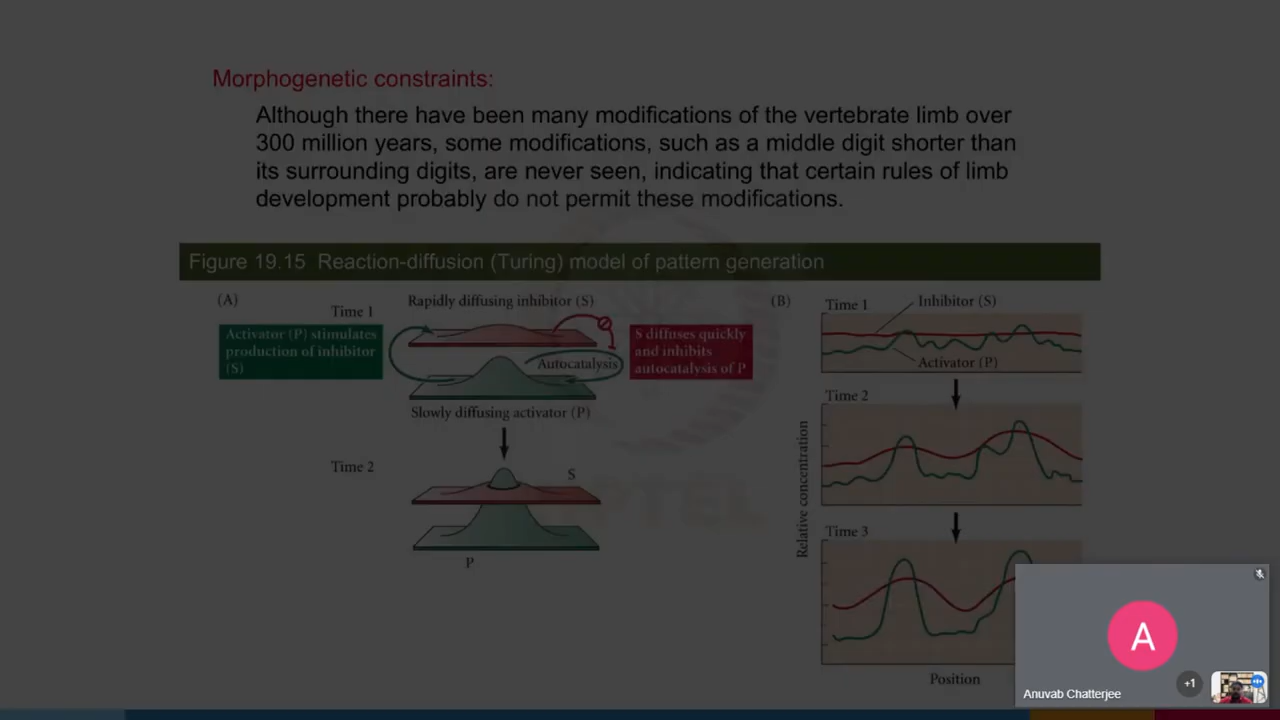 Morphogenetic constraints:
Although there have been many modifications of the vertebrate limb over
300 million years, some modifications, such as a middle digit shorter than
its surrounding digits, are never seen, indicating that certain rules of limb
development probably do not permit these modifications.
Figure 19.15 Reaction-diffusion (Turing) model of pattern generation
(A)
Time 1
Rapidly diffusing inhibitor (S)
Activator (P) stimulates
production of inhibitor
(S)
S diffuses quickly
and inhibits
autocatalysis of P
Autocatalysis
Slowly diffusing activator (P)
Time 2
S
P
(B)
Time 1
Inhibitor (S)
Activator (P)
Time 2
Relative concentration
Time 3
Position
NPTEL
A
Anuvab Chatterjee
+1